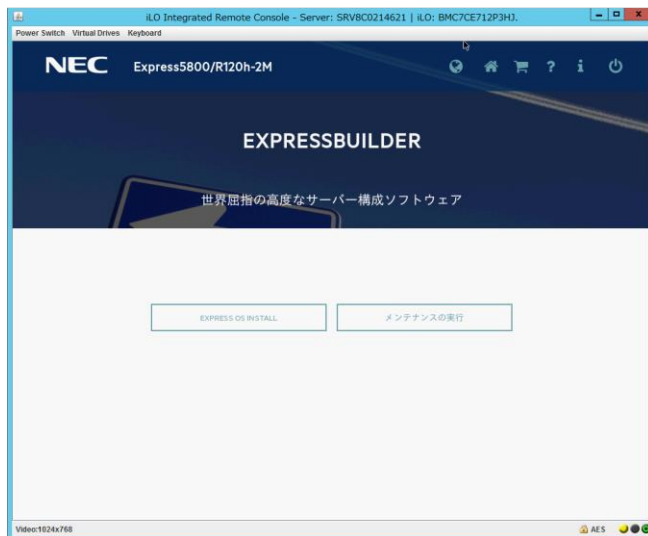 iLO Integrated Remote Console - Server: SRV8C0214621 | iLO: BMC7CE712P3HJ.
Power Switch Virtual Drives Keyboard
NEC Express5800/R120h-2M
EXPRESSBUILDER
世界屈指の高度なサーバー構成ソフトウェア
EXPRESS OS INSTALL メンテナンスの実行
Video:1024x768 AES